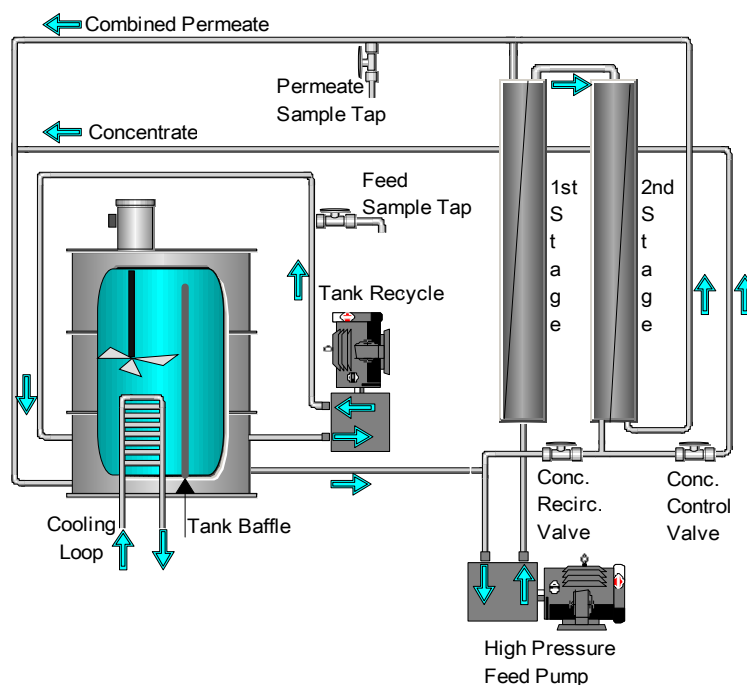 Combined Permeate
Permeate
Sample Tap
Concentrate
Feed
Sample Tap
1st
S
t
a
g
e
2nd
S
t
a
g
e
Tank Recycle
Conc.
Recirc.
Valve
Conc.
Control
Valve
Cooling
Loop
Tank Baffle
High Pressure
Feed Pump